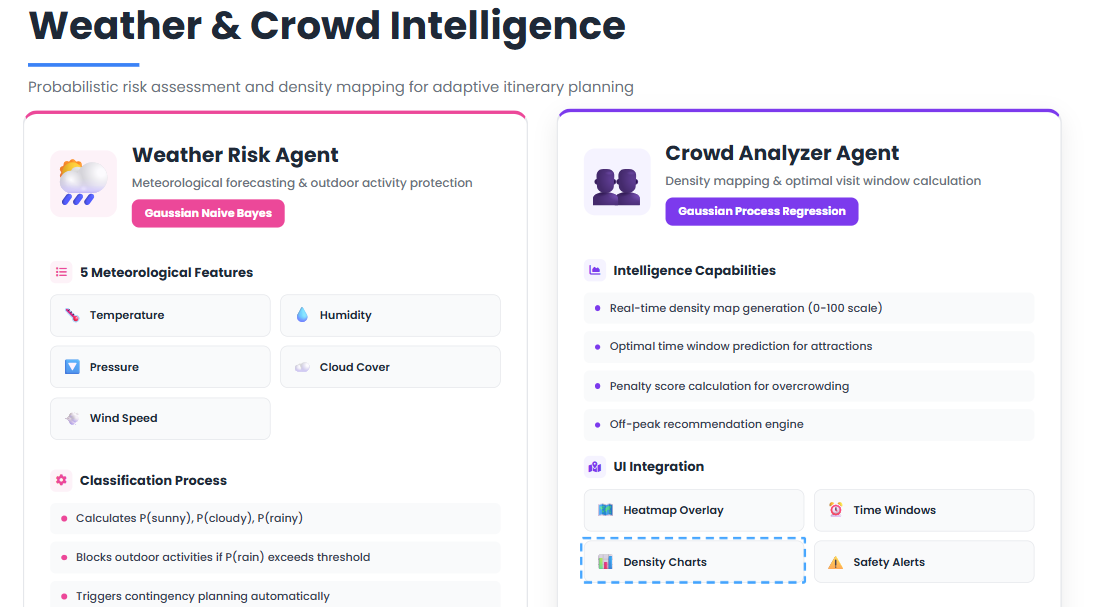 Weather & Crowd Intelligence
Probabilistic risk assessment and density mapping for adaptive itinerary planning
Weather Risk Agent
Meteorological forecasting & outdoor activity protection
Gaussian Naive Bayes
5 Meteorological Features
Temperature
Humidity
Pressure
Cloud Cover
Wind Speed
Classification Process
Calculates P(sunny), P(cloudy), P(rainy)
Blocks outdoor activities if P(rain) exceeds threshold
Triggers contingency planning automatically
Crowd Analyzer Agent
Density mapping & optimal visit window calculation
Gaussian Process Regression
Intelligence Capabilities
Real-time density map generation (0-100 scale)
Optimal time window prediction for attractions
Penalty score calculation for overcrowding
Off-peak recommendation engine
UI Integration
Heatmap Overlay
Time Windows
Density Charts
Safety Alerts